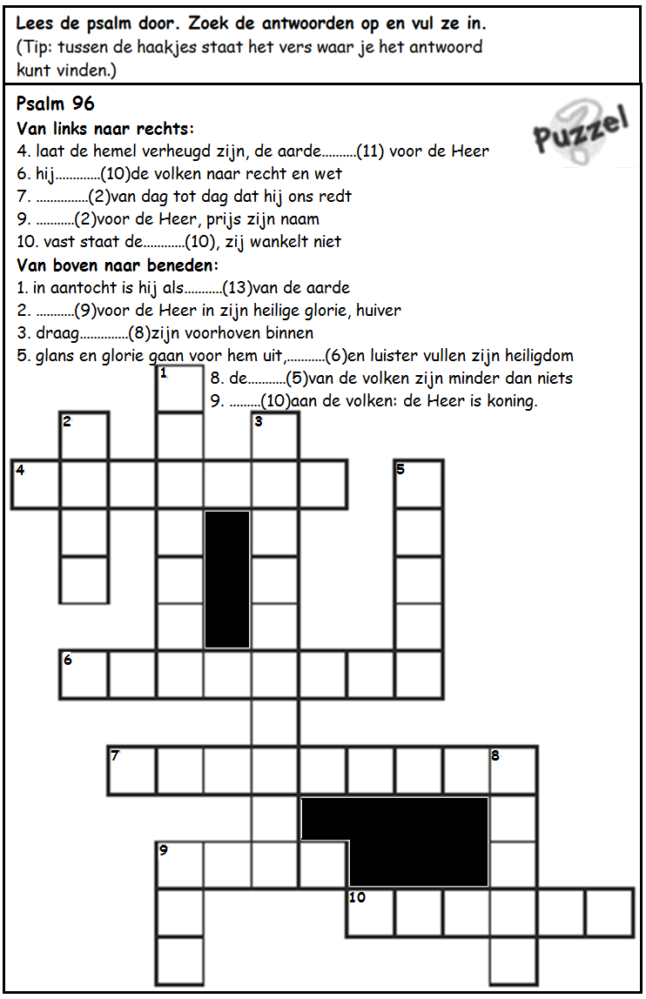 Lees de psalm door. Zoek de antwoorden op en vul ze in.
(Tip: tussen de haakjes staat het vers waar je het antwoord
kunt vinden.)
Psalm 96
Puzzel
Van links naar rechts:
4. laat de hemel verheugd zijn, de aarde.........(11) voor de Heer
6. hij............(10)de volken naar recht en wet
7. ..............(2)van dag tot dag dat hij ons redt
9. ..........(2)voor de Heer, prijs zijn naam
10. vast staat de...........(10), zij wankelt niet
Van boven naar beneden:
1. in aantocht is hij als..........(13)van de aarde
2. ..........(9)voor de Heer in zijn heilige glorie, huiver
3. draag.............(8)zijn voorhoven binnen
5. glans en glorie gaan voor hem uit,..........(6)en luister vullen zijn heiligdom
8. de..........(5)van de volken zijn minder dan niets
9. ........(10)aan de volken: de Heer is koning.
1
2
3
4
5
6
7
8
9
10